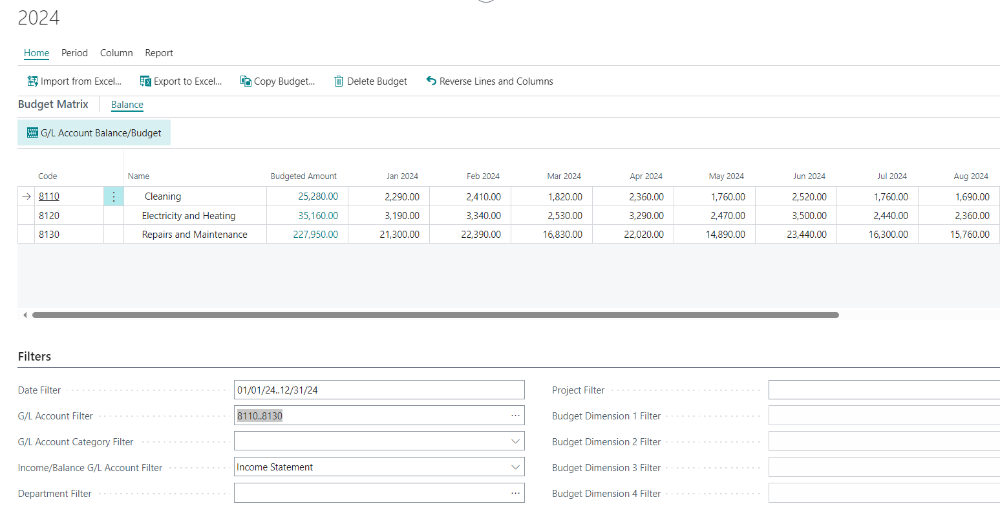 2024
Home Period Column Report
Import from Excel... Export to Excel... Copy Budget... Delete Budget Reverse Lines and Columns
Budget Matrix Balance
G/L Account Balance/Budget
Code Name Budgeted Amount Jan 2024 Feb 2024 Mar 2024 Apr 2024 May 2024 Jun 2024 Jul 2024 Aug 2024
8110 Cleaning 25,280.00 2,290.00 2,410.00 1,820.00 2,360.00 1,760.00 2,520.00 1,760.00 1,690.00
8120 Electricity and Heating 35,160.00 3,190.00 3,340.00 2,530.00 3,290.00 2,470.00 3,500.00 2,440.00 2,360.00
8130 Repairs and Maintenance 227,950.00 21,300.00 22,390.00 16,830.00 22,020.00 14,890.00 23,440.00 16,300.00 15,760.00
Filters
Date Filter 01/01/24..12/31/24 Project Filter
G/L Account Filter 8110..8130 Budget Dimension 1 Filter
G/L Account Category Filter Budget Dimension 2 Filter
Income/Balance G/L Account Filter Income Statement Budget Dimension 3 Filter
Department Filter Budget Dimension 4 Filter